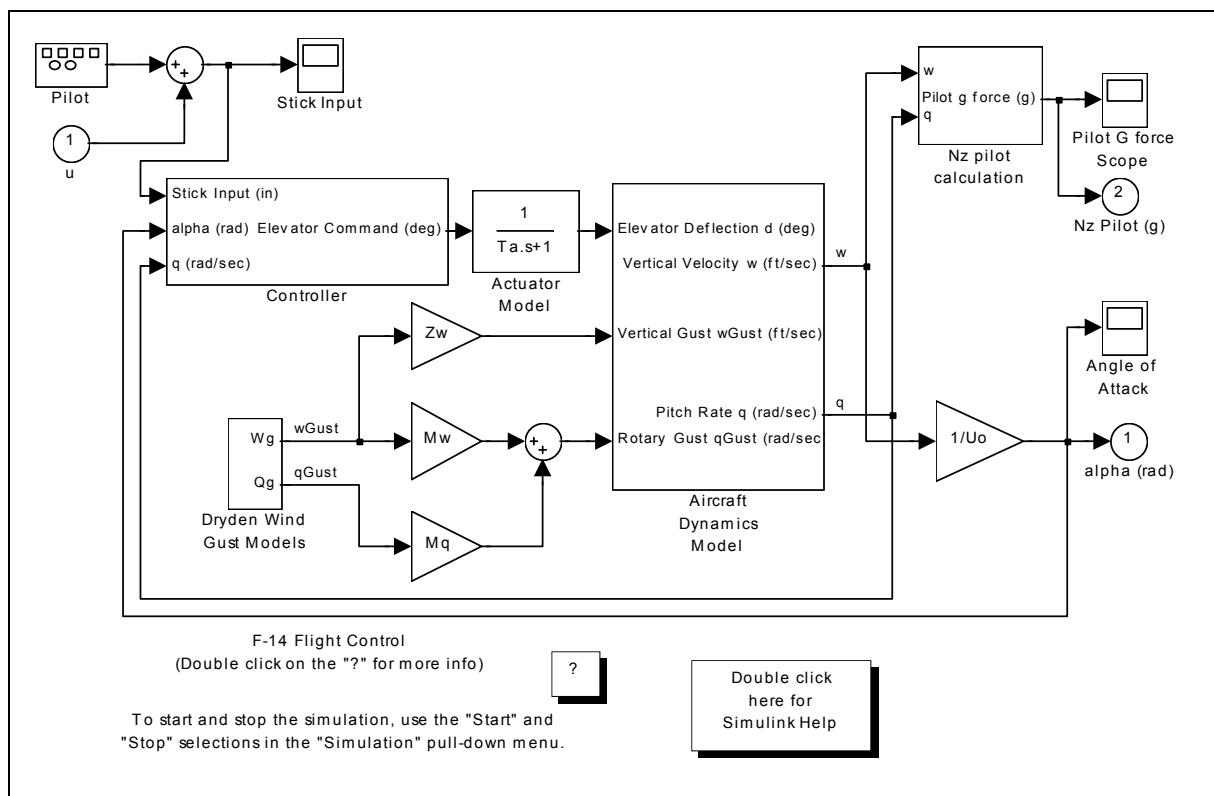 Pilot
1
u
+
+
Stick Input
Stick Input (in)
alpha (rad)
Elevator Command (deg)
q (rad/sec)
Controller
1
Ta.s+1
Actuator
Model
Elevator Deflection d (deg)
Vertical Velocity w (ft/sec)
Vertical Gust wGust (ft/sec)
Pitch Rate q (rad/sec)
Rotary Gust qGust (rad/sec
Aircraft
Dynamics
Model
w
q
w
Pilot g force (g)
q
Nz pilot
calculation
Pilot G force
Scope
2
Nz Pilot (g)
Angle of
Attack
1/Uo
1
alpha (rad)
Zw
Mw
Mq
+
+
Wg
Qg
wGust
qGust
Dryden Wind
Gust Models
F-14 Flight Control
(Double click on the "?" for more info)
?
To start and stop the simulation, use the "Start" and
"Stop" selections in the "Simulation" pull-down menu.
Double click
here for
Simulink Help